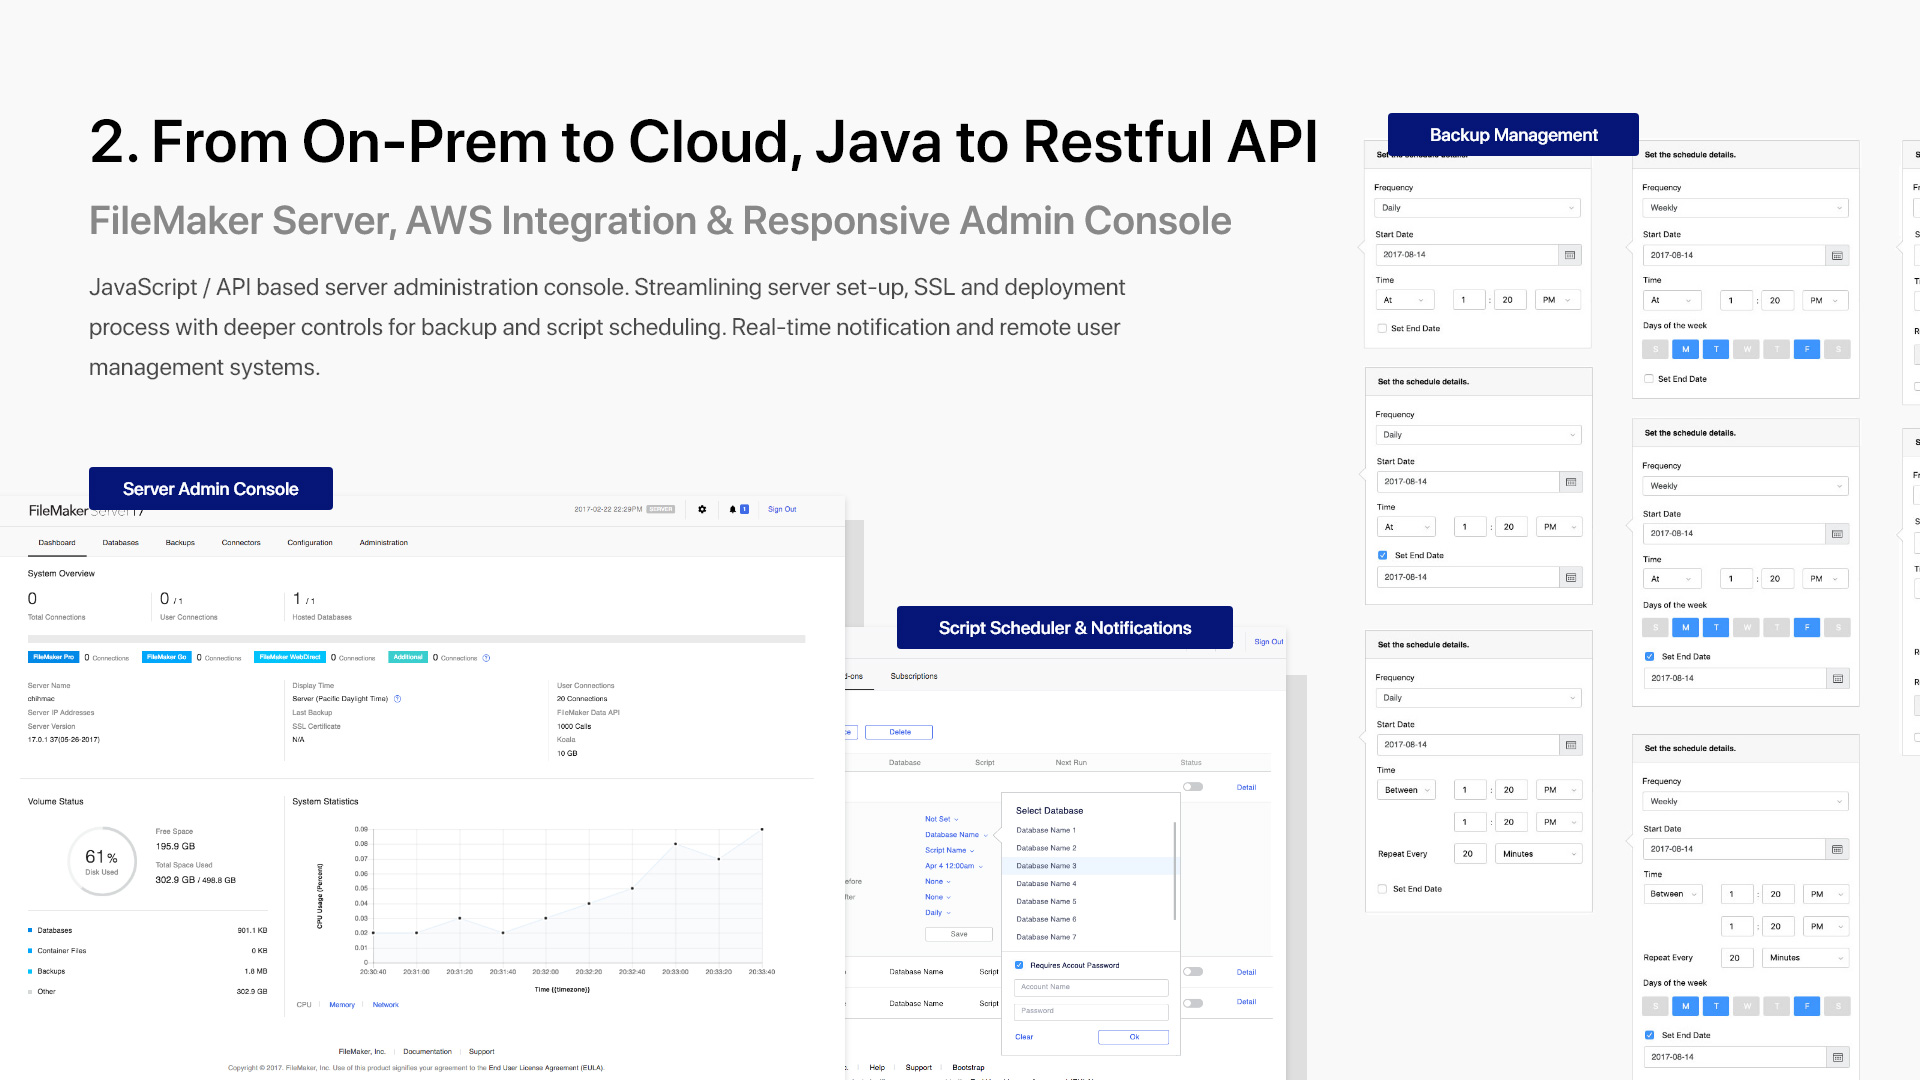 2. From On-Prem to Cloud, Java to Restful API
FileMaker Server, AWS Integration & Responsive Admin Console
JavaScript / API based server administration console. Streamlining server set-up, SSL and deployment
process with deeper controls for backup and script scheduling. Real-time notification and remote user
management systems.
Server Admin Console
FileMaker Server 17
2017-02-22 22:29PM SERVER 1 Sign Out
Dashboard Databases Backups Connectors Configuration Administration
System Overview
0 0 / 1 1 / 1
Total Connections User Connections Hosted Databases
FileMaker Pro 0 Connections FileMaker Go 0 Connections FileMaker WebDirect 0 Connections Additional 0 Connections ?
Server Name
chihmac
Server IP Addresses
Server Version
17.0.1 37(05-26-2017)
Display Time
Server (Pacific Daylight Time) ?
Last Backup
SSL Certificate
N/A
User Connections
20 Connections
FileMaker Data API
1000 Calls
Koala
10 GB
Volume Status
61%
Disk Used
Free Space
195.9 GB
Total Space Used
302.9 GB / 498.8 GB
Databases 901.1 KB
Container Files 0 KB
Backups 1.8 MB
Other 302.9 GB
System Statistics
CPU Usage (Percent)
0.09
0.08
0.07
0.06
0.05
0.04
0.03
0.02
0.01
0
20:30:40 20:31:00 20:31:20 20:31:40 20:32:00 20:32:20 20:32:40 20:33:00 20:33:20 20:33:40
Time {{timezone}}
CPU Memory Network
FileMaker, Inc. Documentation Support
Copyright © 2017. FileMaker, Inc. Use of this product signifies your agreement to the End User License Agreement (EULA).
Script Scheduler & Notifications
Sign Out
d-ons Subscriptions
ce Delete
Database Script Next Run Status
Detail
Not Set
Database Name
Script Name
Apr 4 12:00am
efore None
fter None
Daily
Save
Select Database
Database Name 1
Database Name 2
Database Name 3
Database Name 4
Database Name 5
Database Name 6
Database Name 7
Requires Accout Password
Account Name
Password
Clear Ok
Database Name Script Detail
Database Name Script Detail
c. Help Support Bootstrap
Backup Management
Set the schedule details.
Frequency
Daily
Start Date
2017-08-14
Time
At 1 : 20 PM
Set End Date
Set the schedule details.
Frequency
Daily
Start Date
2017-08-14
Time
At 1 : 20 PM
Set End Date
2017-08-14
Set the schedule details.
Frequency
Daily
Start Date
2017-08-14
Time
Between 1 : 20 PM
1 : 20 PM
Repeat Every 20 Minutes
Set End Date
Set the schedule details.
Frequency
Weekly
Start Date
2017-08-14
Time
At 1 : 20 PM
Days of the week
S M T W T F S
Set End Date
Set the schedule details.
Frequency
Weekly
Start Date
2017-08-14
Time
At 1 : 20 PM
Days of the week
S M T W T F S
Set End Date
2017-08-14
Set the schedule details.
Frequency
Weekly
Start Date
2017-08-14
Time
Between 1 : 20 PM
1 : 20 PM
Repeat Every 20 Minutes
Days of the week
S M T W T F S
Set End Date
2017-08-14